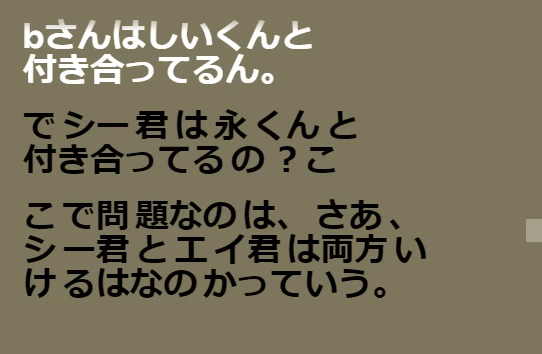 bさんはしいくんと
付き合ってるん。
でシー君は永くんと
付き合ってるの？こ
こで問題なのは、さあ、
シー君とエイ君は両方い
けるはなのかっていう。